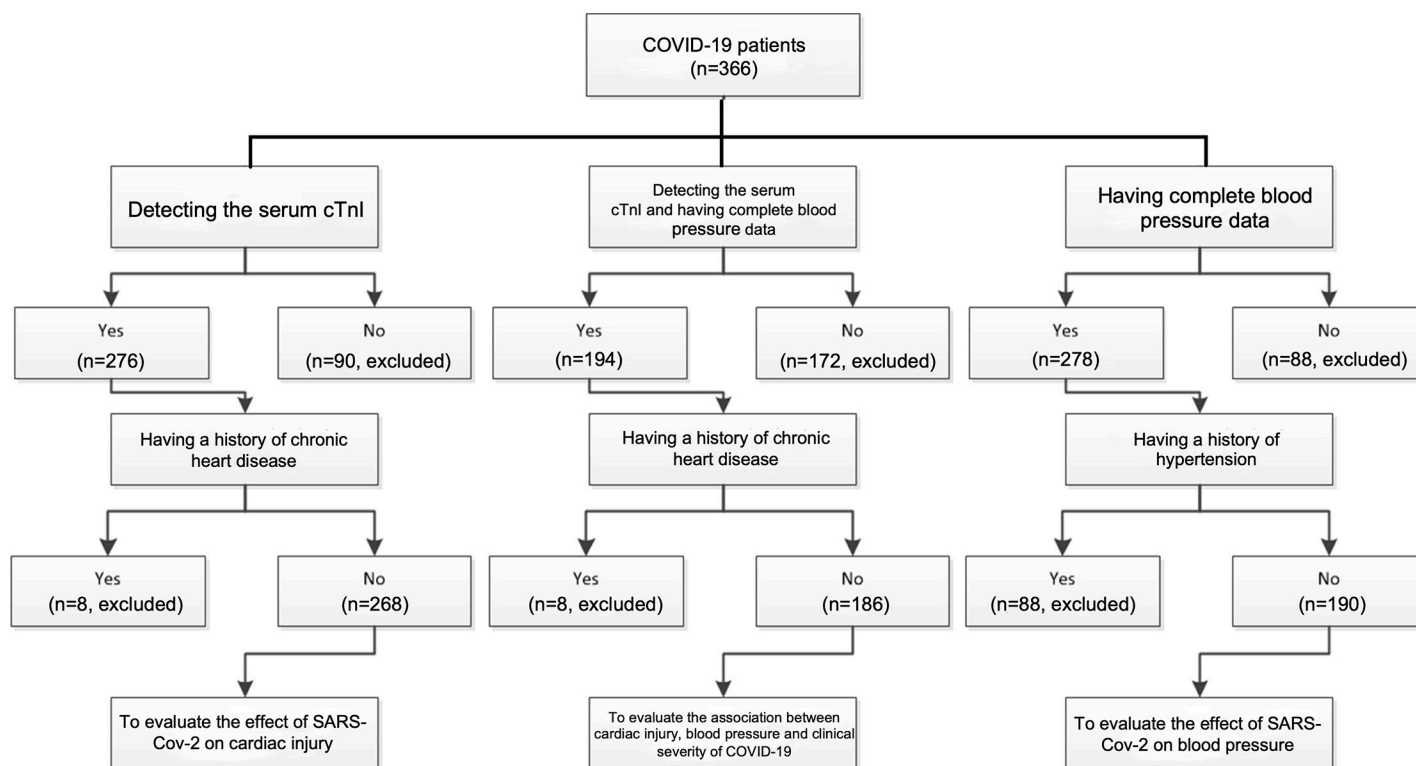 COVID-19 patients
(n=366)
Detecting the serum cTnI
Detecting the serum
cTnI and having complete blood
pressure data
Having complete blood
pressure data
Yes
(n=276)
No
(n=90, excluded)
Yes
(n=194)
No
(n=172, excluded)
Yes
(n=278)
No
(n=88, excluded)
Having a history of chronic
heart disease
Having a history of chronic
heart disease
Having a history of
hypertension
Yes
(n=8, excluded)
No
(n=268)
Yes
(n=8, excluded)
No
(n=186)
Yes
(n=88, excluded)
No
(n=190)
To evaluate the effect of SARS-
Cov-2 on cardiac injury
To evaluate the association between
cardiac injury, blood pressure and clinical
severity of COVID-19
To evaluate the effect of SARS-
Cov-2 on blood pressure